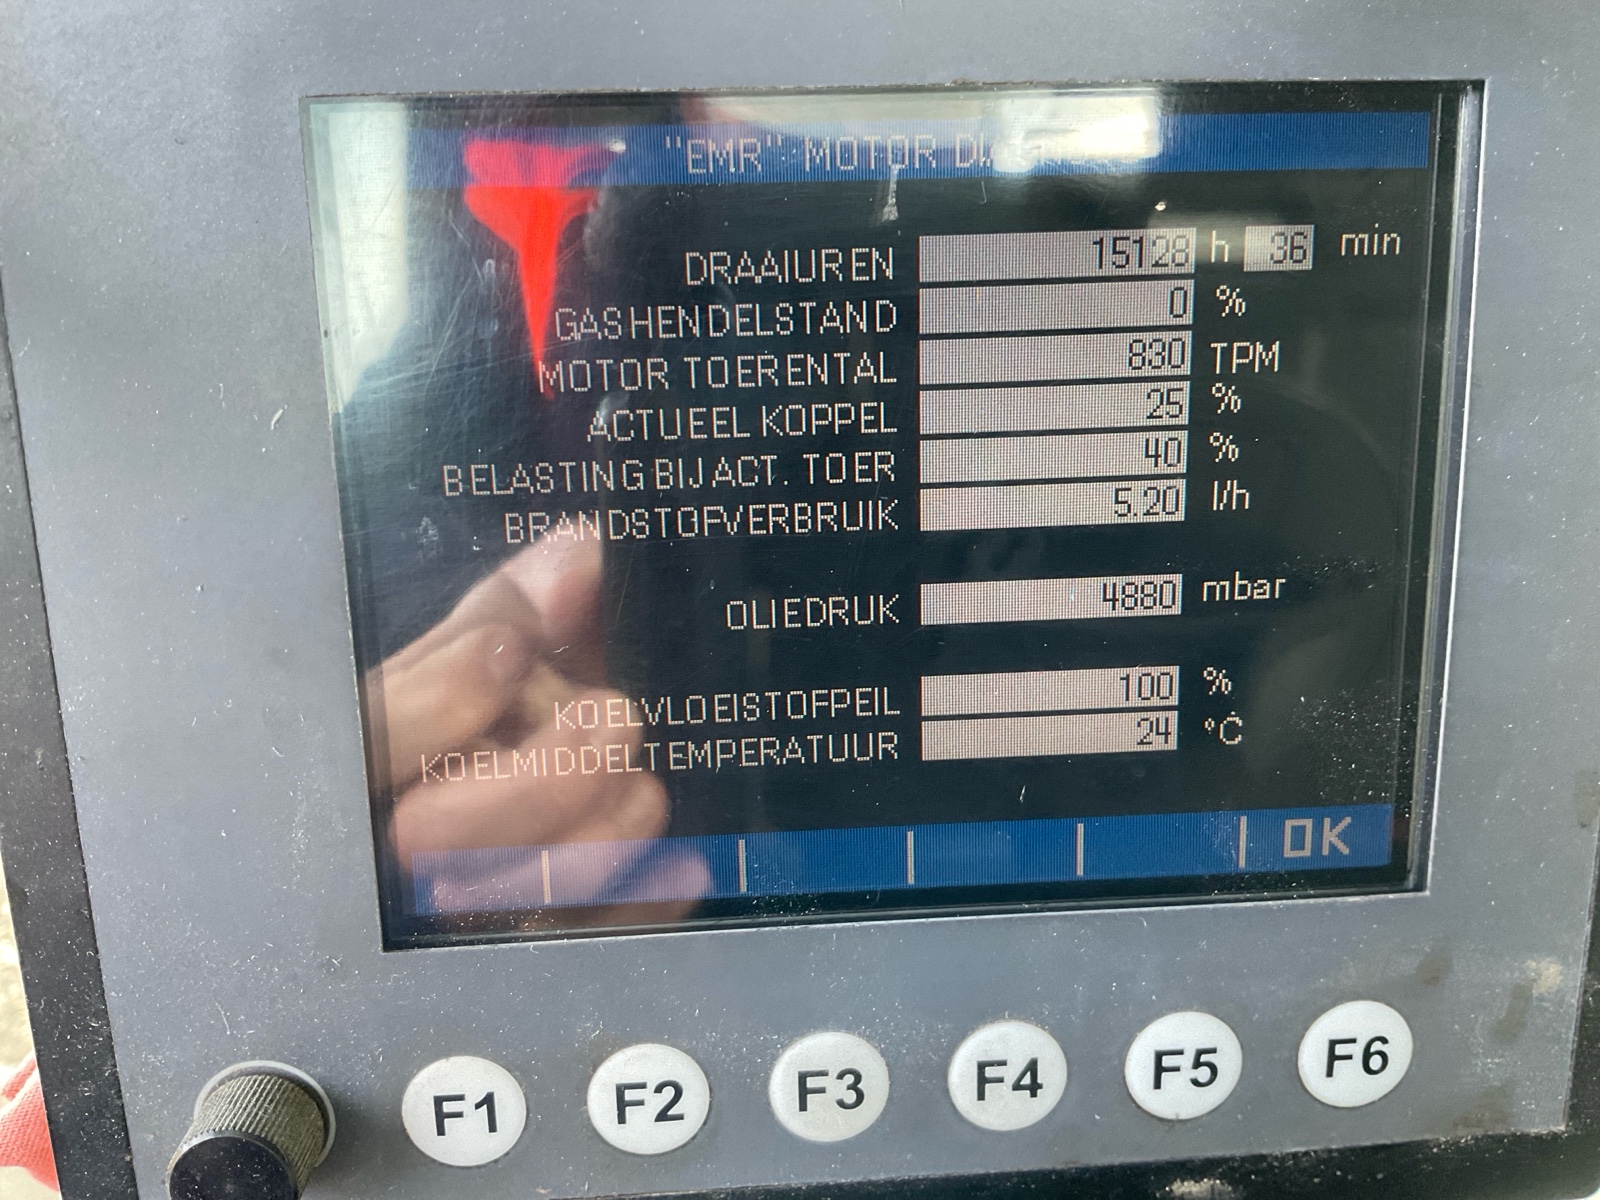 "EMR" MOTOR
DRAAIUREN 15128 h 36 min
GASHENDELSTAND 0 %
MOTOR TOERENTAL 830 TPM
ACTUEEL KOPPEL 25 %
BELASTING BIJ ACT. TOER 40 %
BRANDSTOFVERBRUIK 5.20 l/h
OLIEDRUK 4880 mbar
KOELVLOEISTOFPEIL 100 %
KOELMIDDELTEMPERATUUR 24 °C
OK
F1 F2 F3 F4 F5 F6